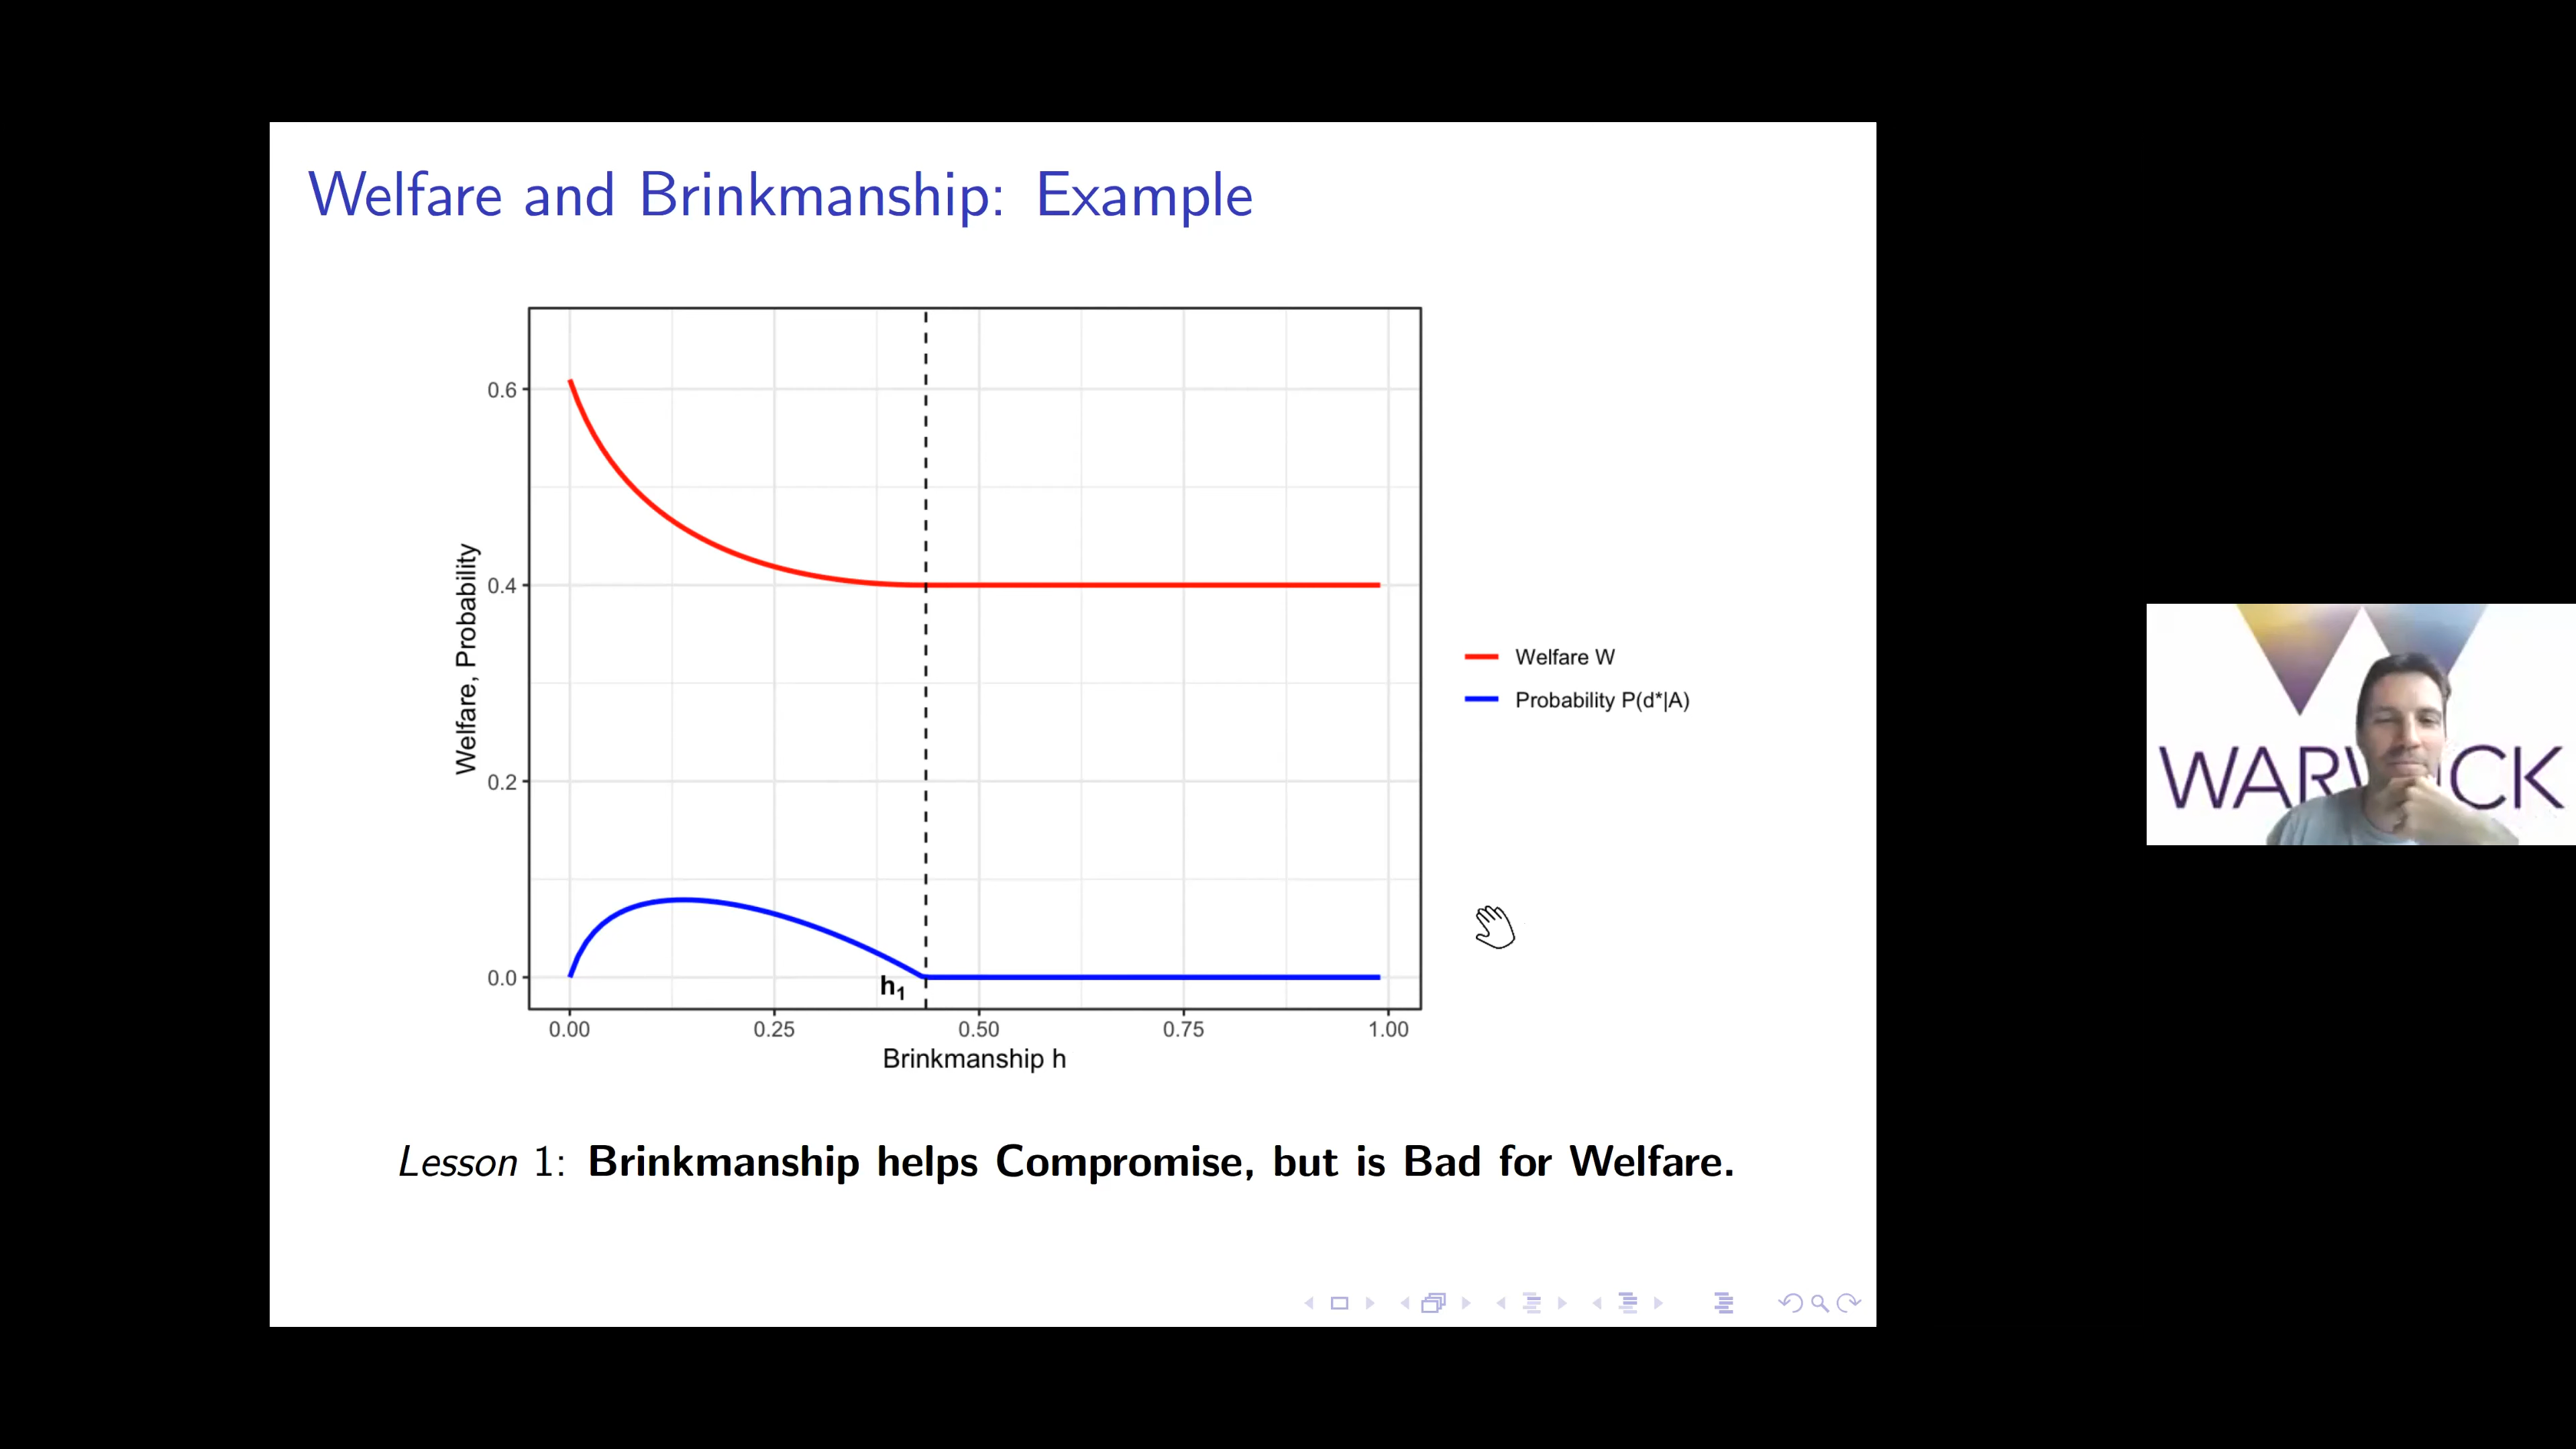 Welfare and Brinkmanship: Example
Welfare, Probability
0.6
0.4
0.2
0.0
h1
0.00 0.25 0.50 0.75 1.00
Brinkmanship h
Welfare W
Probability P(d*|A)
WARWICK
Lesson 1: Brinkmanship helps Compromise, but is Bad for Welfare.